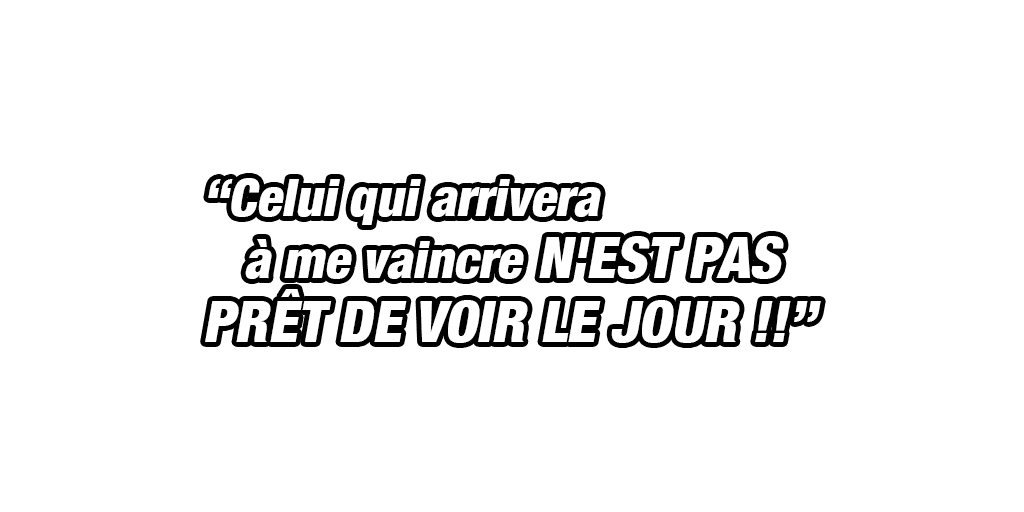 “Celui qui arrivera
à me vaincre N'EST PAS
PRÊT DE VOIR LE JOUR !!”